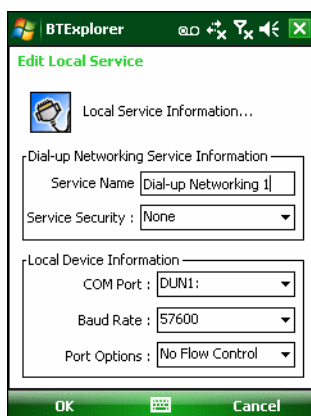 BTExplorer
Edit Local Service
Local Service Information...
Dial-up Networking Service Information
Service Name Dial-up Networking 1
Service Security : None
Local Device Information
COM Port : DUN1:
Baud Rate : 57600
Port Options : No Flow Control
OK Cancel